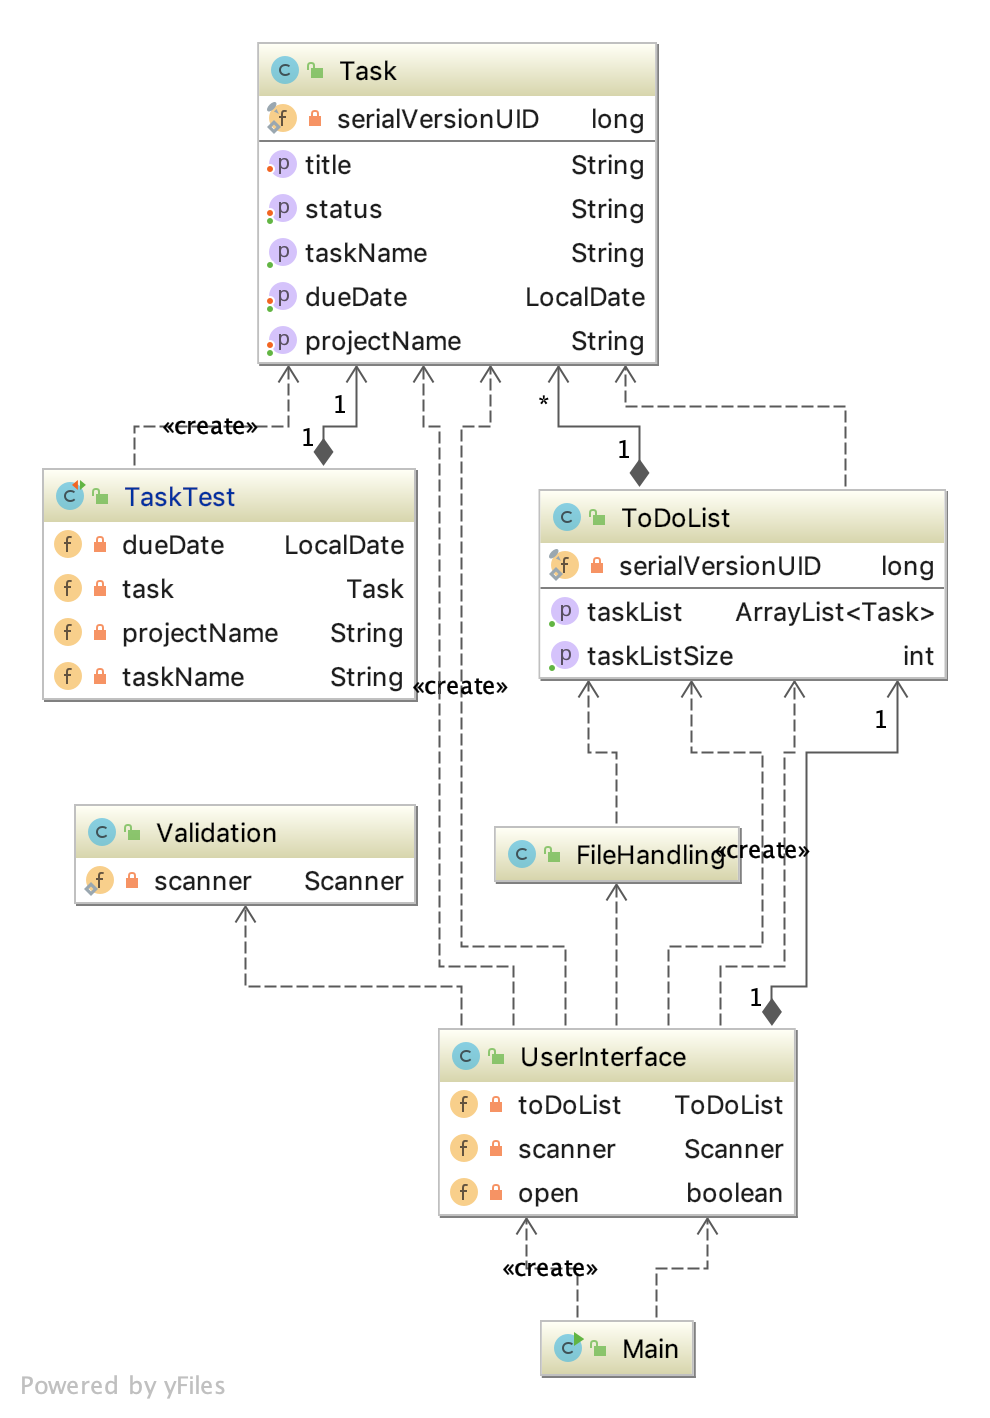 Task
serialVersionUID long
title String
status String
taskName String
dueDate LocalDate
projectName String
1
*
«create»
1
1
TaskTest
dueDate LocalDate
task Task
projectName String
taskName String
ToDoList
serialVersionUID long
taskList ArrayList<Task>
taskListSize int
«create»
1
Validation
scanner Scanner
FileHandling
«create»
1
UserInterface
toDoList ToDoList
scanner Scanner
open boolean
«create»
Main
Powered by yFiles